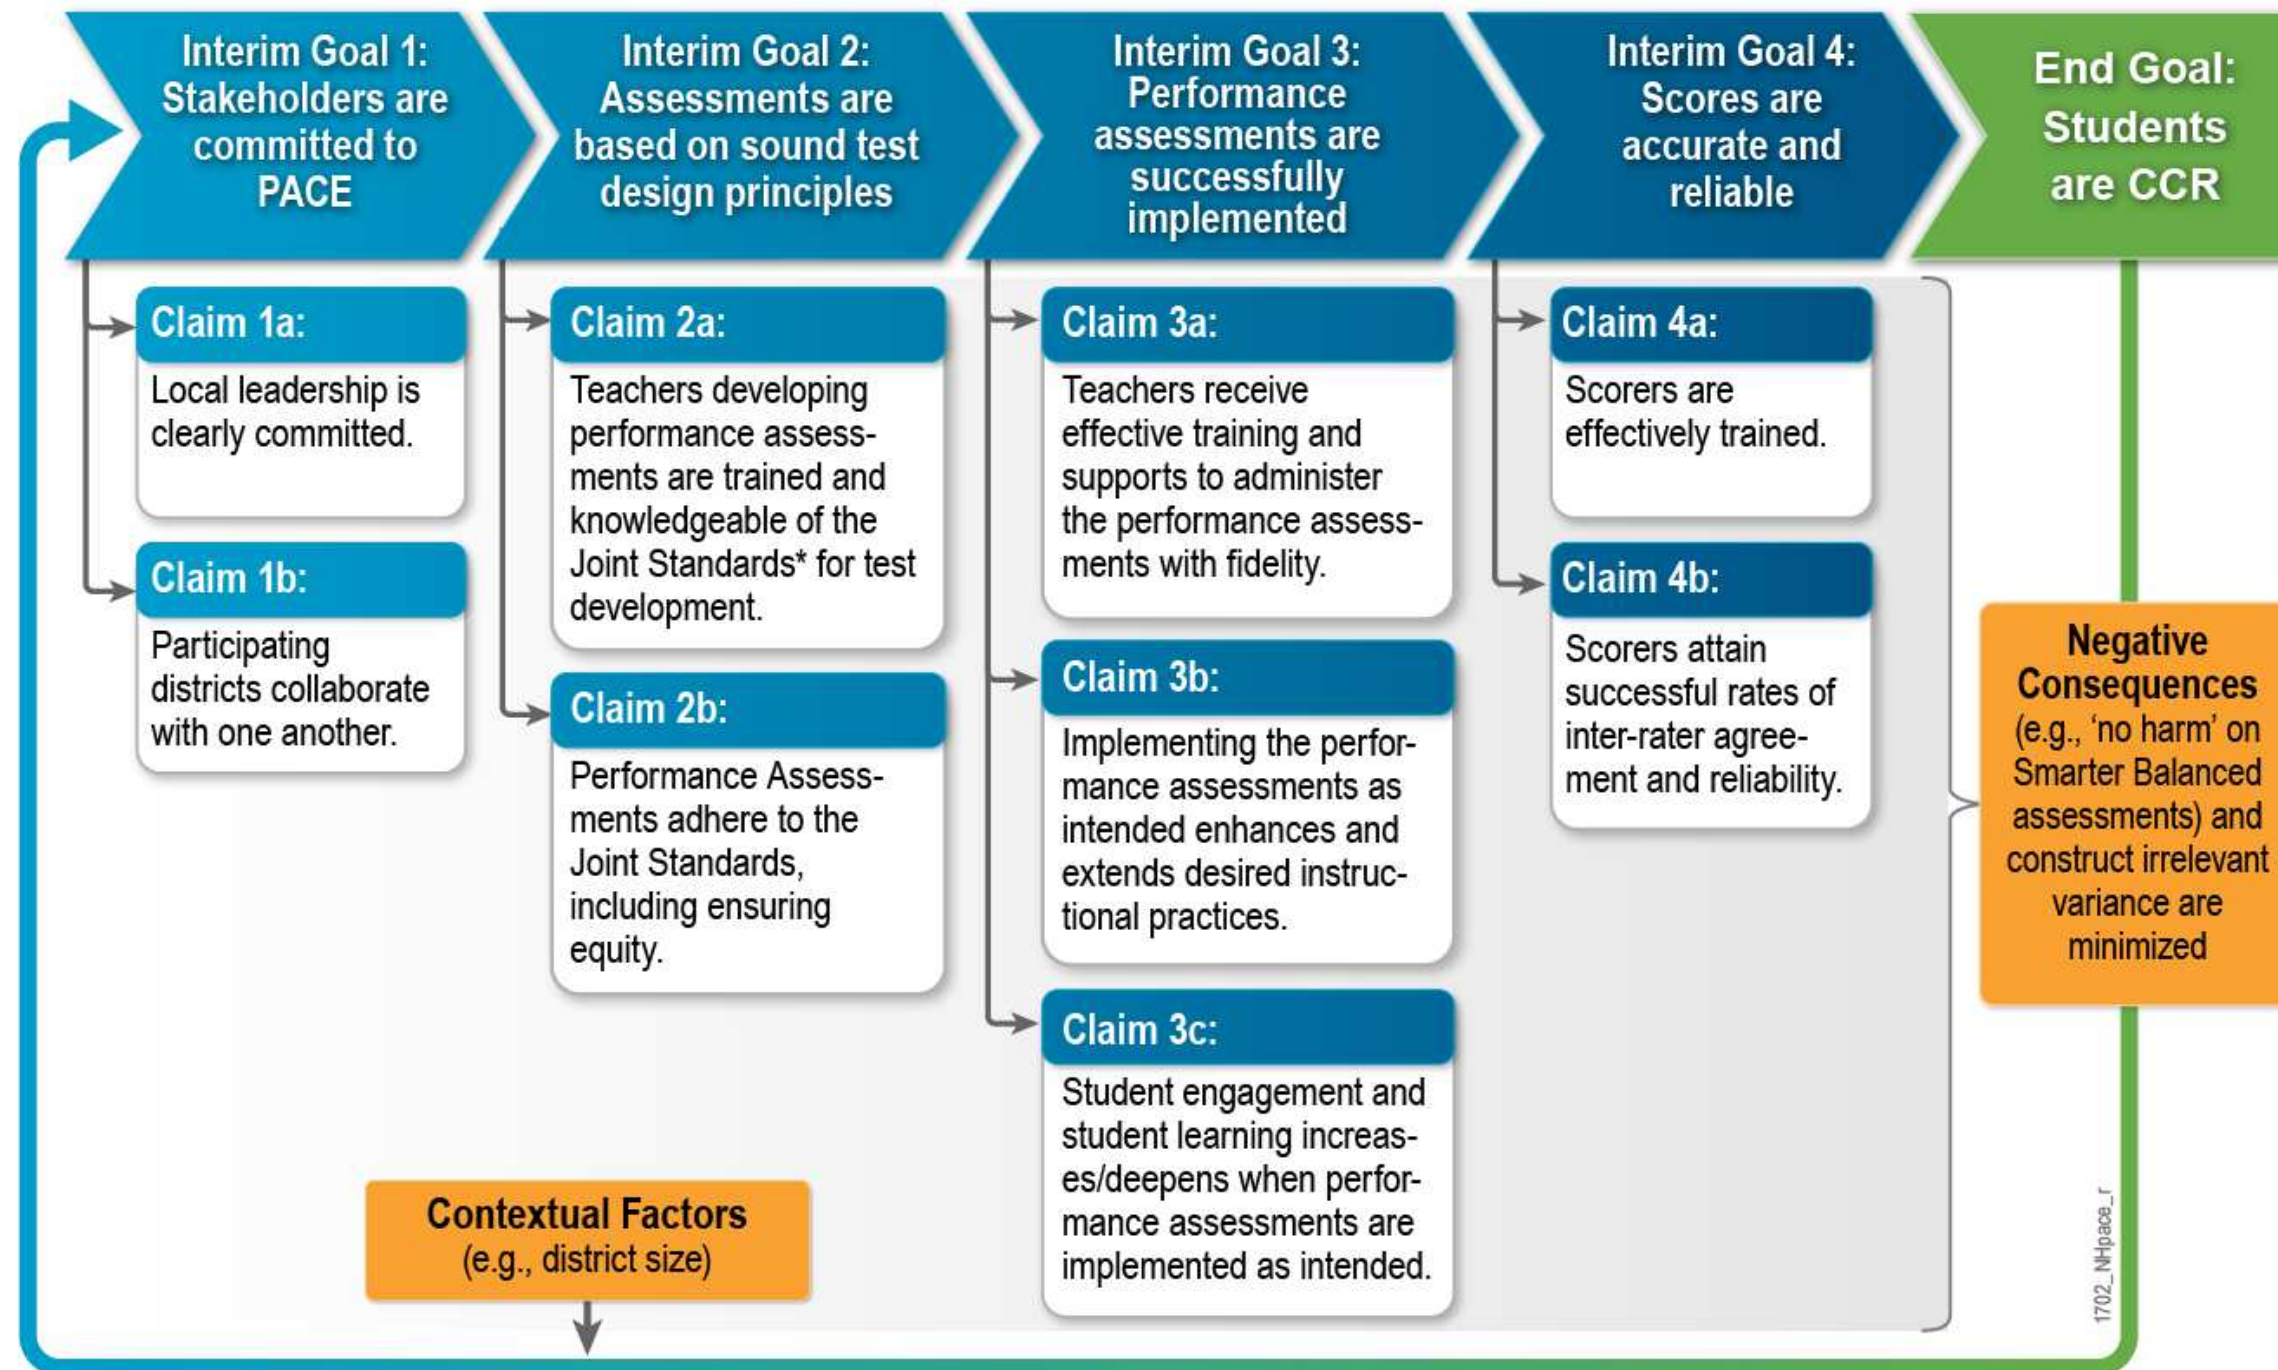 Interim Goal 1:
Stakeholders are
committed to
PACE
Interim Goal 2:
Assessments are
based on sound test
design principles
Interim Goal 3:
Performance
assessments are
successfully
implemented
Interim Goal 4:
Scores are
accurate and
reliable
End Goal:
Students
are CCR
Claim 1a:
Local leadership is
clearly committed.
Claim 1b:
Participating
districts collaborate
with one another.
Claim 2a:
Teachers developing
performance assess-
ments are trained and
knowledgeable of the
Joint Standards* for test
development.
Claim 2b:
Performance Assess-
ments adhere to the
Joint Standards,
including ensuring
equity.
Claim 3a:
Teachers receive
effective training and
supports to administer
the performance assess-
ments with fidelity.
Claim 3b:
Implementing the perfor-
mance assessments as
intended enhances and
extends desired instruc-
tional practices.
Claim 3c:
Student engagement and
student learning increas-
es/deepens when perfor-
mance assessments are
implemented as intended.
Claim 4a:
Scorers are
effectively trained.
Claim 4b:
Scorers attain
successful rates of
inter-rater agree-
ment and reliability.
Negative
Consequences
(e.g., ‘no harm’ on
Smarter Balanced
assessments) and
construct irrelevant
variance are
minimized
Contextual Factors
(e.g., district size)
1702_NHpace_r